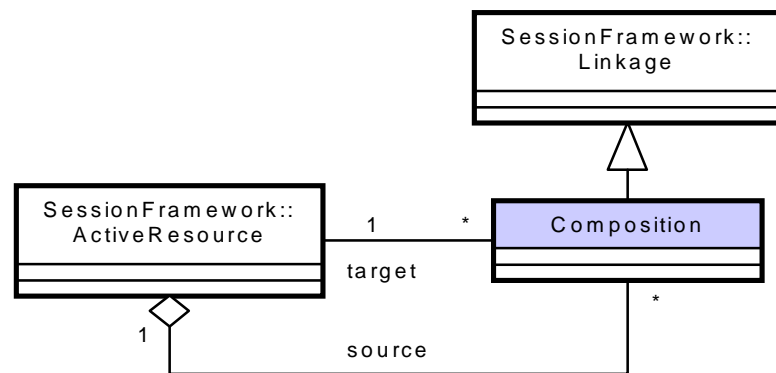 SessionFramework::
Linkage
SessionFramework::
ActiveResource
1
*
Composition
target
*
1
source